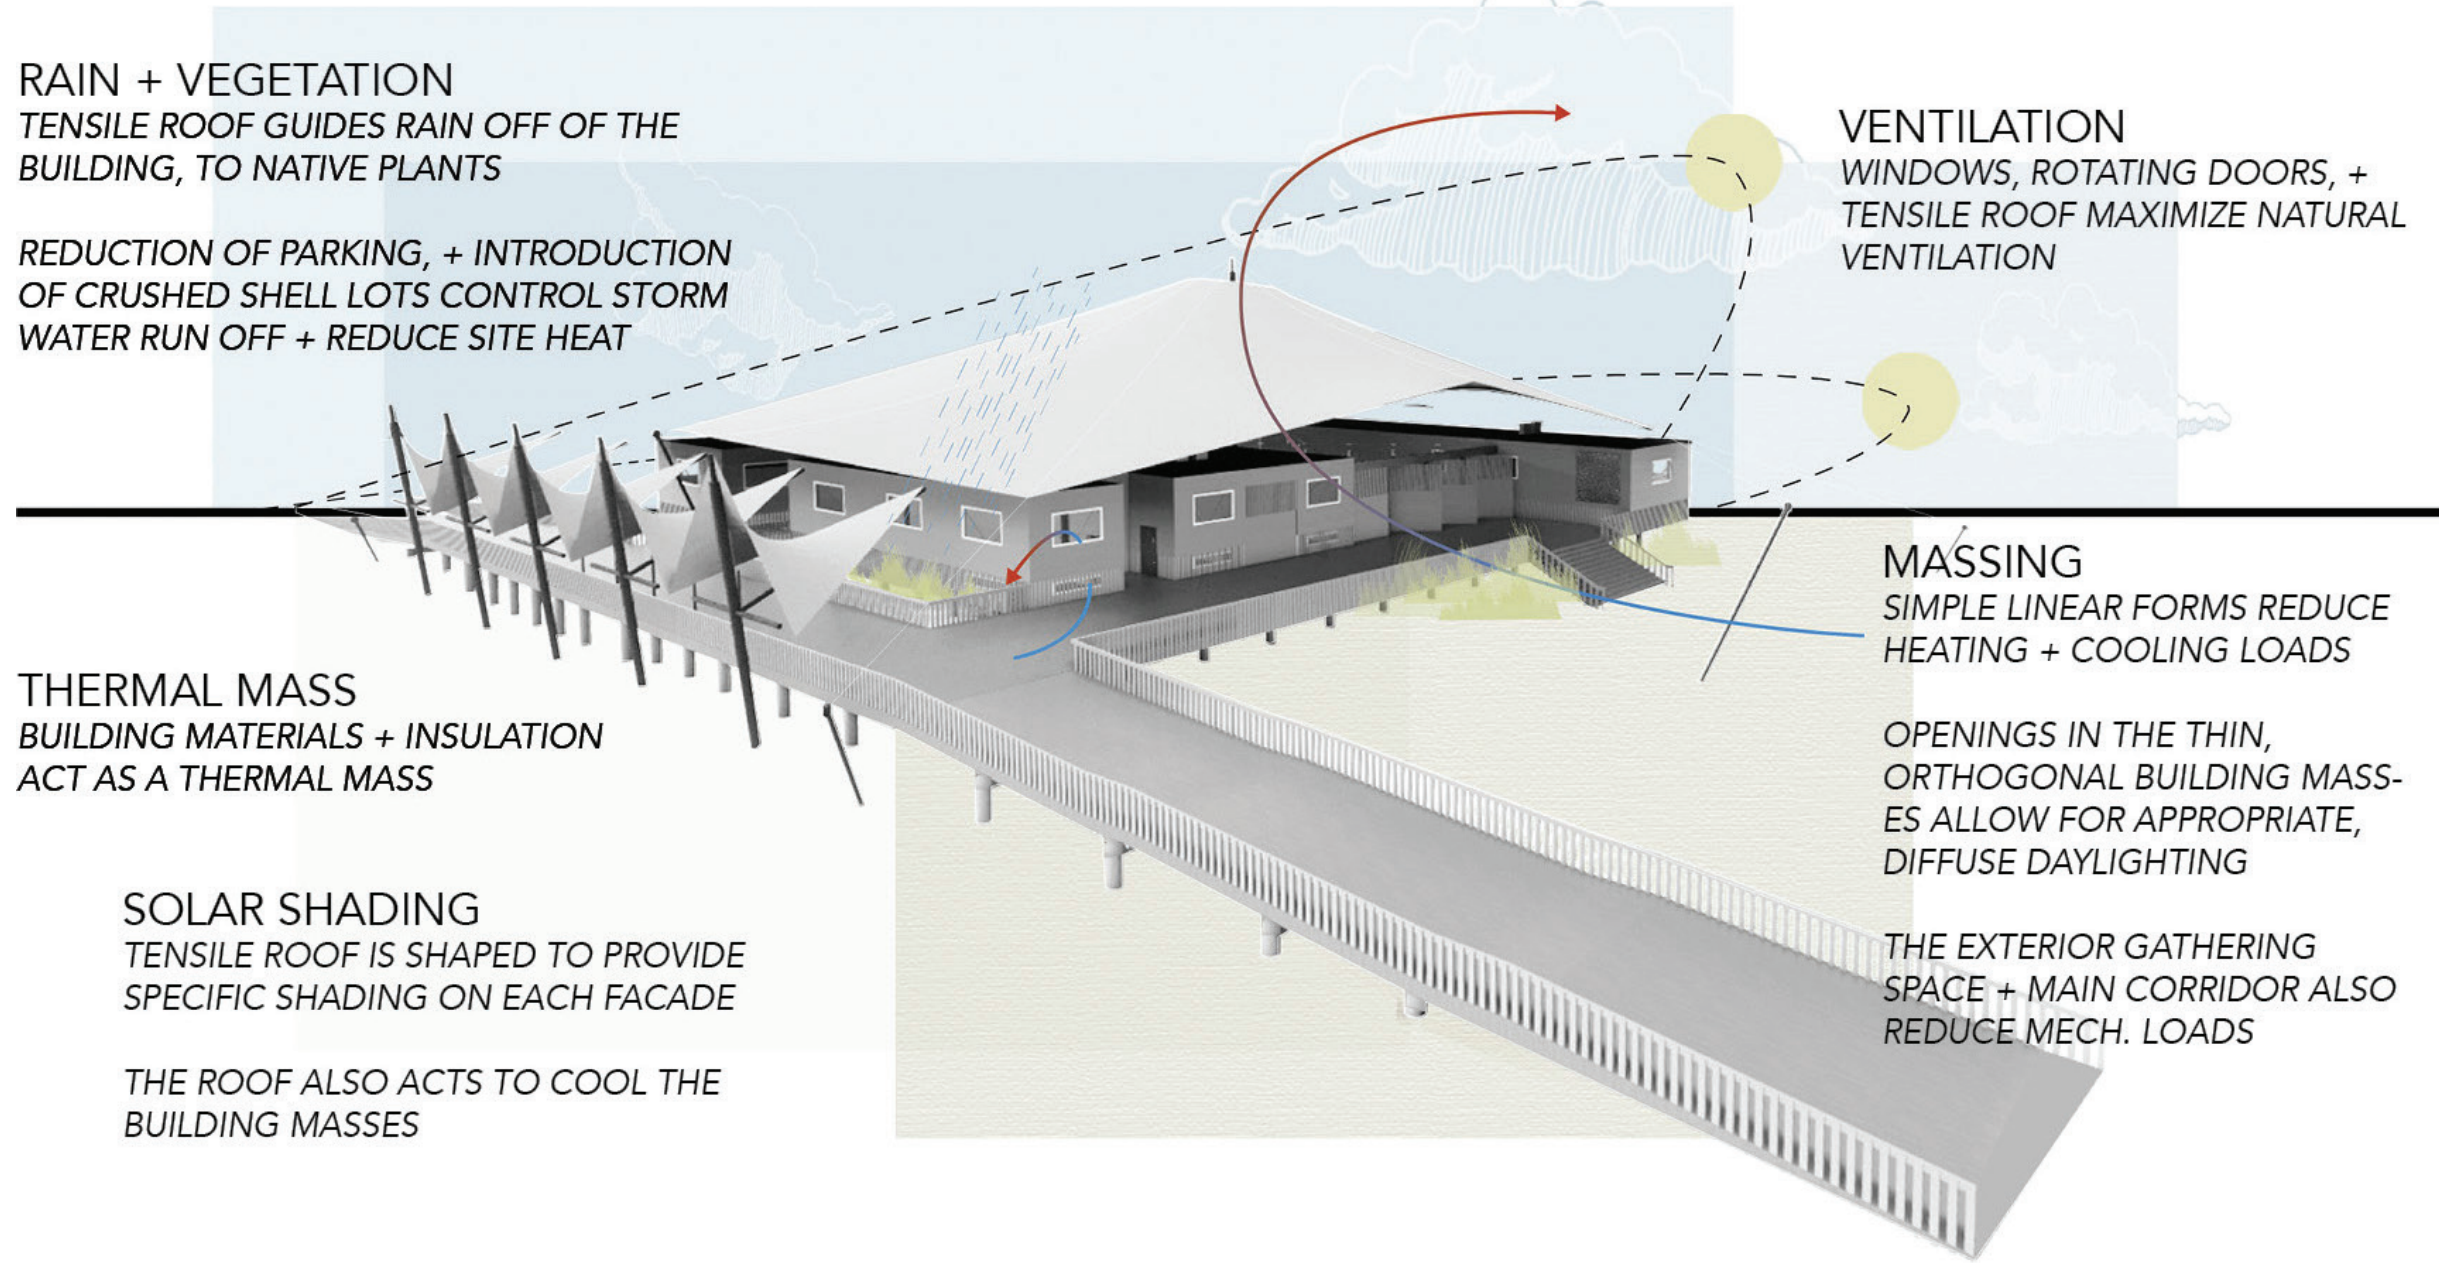 RAIN + VEGETATION
TENSILE ROOF GUIDES RAIN OFF OF THE
BUILDING, TO NATIVE PLANTS
REDUCTION OF PARKING, + INTRODUCTION
OF CRUSHED SHELL LOTS CONTROL STORM
WATER RUN OFF + REDUCE SITE HEAT
THERMAL MASS
BUILDING MATERIALS + INSULATION
ACT AS A THERMAL MASS
SOLAR SHADING
TENSILE ROOF IS SHAPED TO PROVIDE
SPECIFIC SHADING ON EACH FACADE
THE ROOF ALSO ACTS TO COOL THE
BUILDING MASSES
VENTILATION
WINDOWS, ROTATING DOORS, +
TENSILE ROOF MAXIMIZE NATURAL
VENTILATION
MASSING
SIMPLE LINEAR FORMS REDUCE
HEATING + COOLING LOADS
OPENINGS IN THE THIN,
ORTHOGONAL BUILDING MASS-
ES ALLOW FOR APPROPRIATE,
DIFFUSE DAYLIGHTING
THE EXTERIOR GATHERING
SPACE + MAIN CORRIDOR ALSO
REDUCE MECH. LOADS